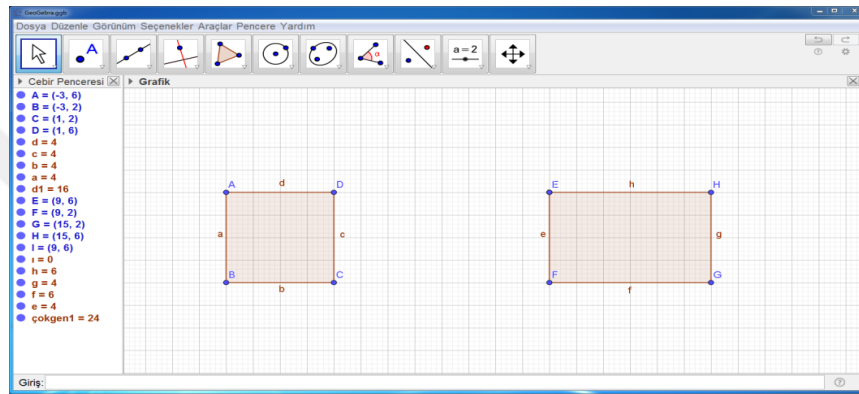 GeoGebra.ggb
Dosya Düzenle Görünüm Seçenekler Araçlar Pencere Yardım
A
α
a = 2
Cebir Penceresi
Grafik
A = (-3, 6)
B = (-3, 2)
C = (1, 2)
D = (1, 6)
d = 4
c = 4
b = 4
a = 4
d1 = 16
E = (9, 6)
F = (9, 2)
G = (15, 2)
H = (15, 6)
I = (9, 6)
ı = 0
h = 6
g = 4
f = 6
e = 4
çokgen1 = 24
A d D
a c
B b C
E h H
e g
F f G
Giriş: